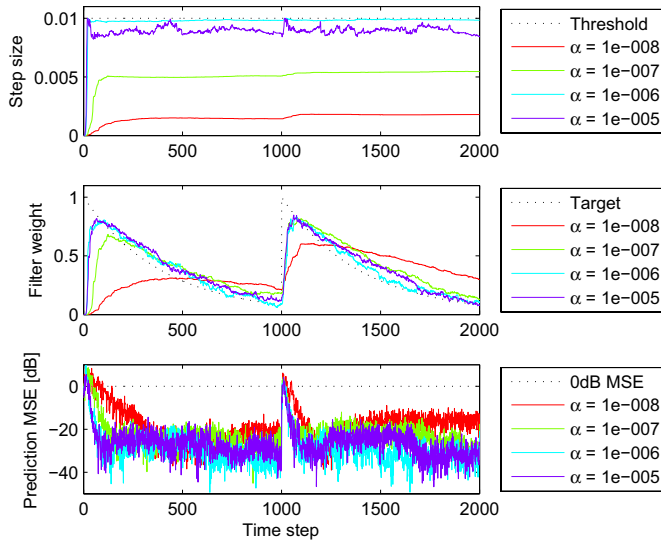 0.01
0.005
0
Step size
0 500 1000 1500 2000
Threshold
α = 1e−008
α = 1e−007
α = 1e−006
α = 1e−005
1
0.5
0
Filter weight
0 500 1000 1500 2000
Target
α = 1e−008
α = 1e−007
α = 1e−006
α = 1e−005
0
−20
−40
Prediction MSE [dB]
0 500 1000 1500 2000
Time step
0dB MSE
α = 1e−008
α = 1e−007
α = 1e−006
α = 1e−005